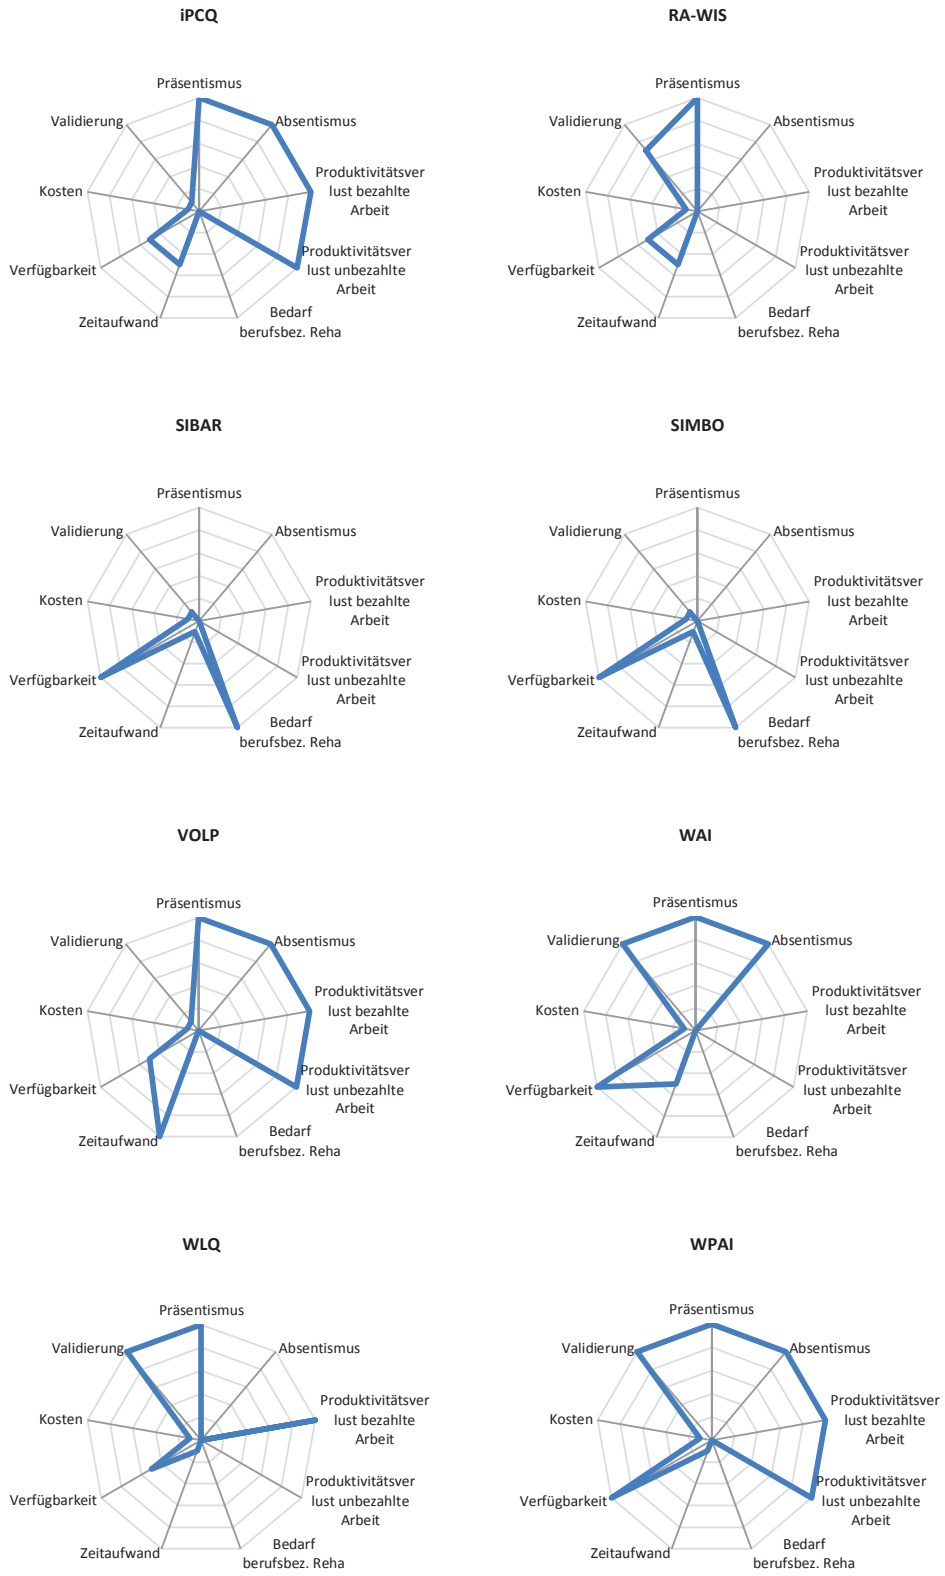 iPCQ
Präsentismus
Absentismus
Produktivitätsver
lust bezahlte
Arbeit
Produktivitätsver
lust unbezahlte
Arbeit
Bedarf
berufsbez. Reha
Zeitaufwand
Verfügbarkeit
Kosten
Validierung
RA-WIS
Präsentismus
Absentismus
Produktivitätsver
lust bezahlte
Arbeit
Produktivitätsver
lust unbezahlte
Arbeit
Bedarf
berufsbez. Reha
Zeitaufwand
Verfügbarkeit
Kosten
Validierung
SIBAR
Präsentismus
Absentismus
Produktivitätsver
lust bezahlte
Arbeit
Produktivitätsver
lust unbezahlte
Arbeit
Bedarf
berufsbez. Reha
Zeitaufwand
Verfügbarkeit
Kosten
Validierung
SIMBO
Präsentismus
Absentismus
Produktivitätsver
lust bezahlte
Arbeit
Produktivitätsver
lust unbezahlte
Arbeit
Bedarf
berufsbez. Reha
Zeitaufwand
Verfügbarkeit
Kosten
Validierung
VOLP
Präsentismus
Absentismus
Produktivitätsver
lust bezahlte
Arbeit
Produktivitätsver
lust unbezahlte
Arbeit
Bedarf
berufsbez. Reha
Zeitaufwand
Verfügbarkeit
Kosten
Validierung
WAI
Präsentismus
Absentismus
Produktivitätsver
lust bezahlte
Arbeit
Produktivitätsver
lust unbezahlte
Arbeit
Bedarf
berufsbez. Reha
Zeitaufwand
Verfügbarkeit
Kosten
Validierung
WLQ
Präsentismus
Absentismus
Produktivitätsver
lust bezahlte
Arbeit
Produktivitätsver
lust unbezahlte
Arbeit
Bedarf
berufsbez. Reha
Zeitaufwand
Verfügbarkeit
Kosten
Validierung
WPAI
Präsentismus
Absentismus
Produktivitätsver
lust bezahlte
Arbeit
Produktivitätsver
lust unbezahlte
Arbeit
Bedarf
berufsbez. Reha
Zeitaufwand
Verfügbarkeit
Kosten
Validierung